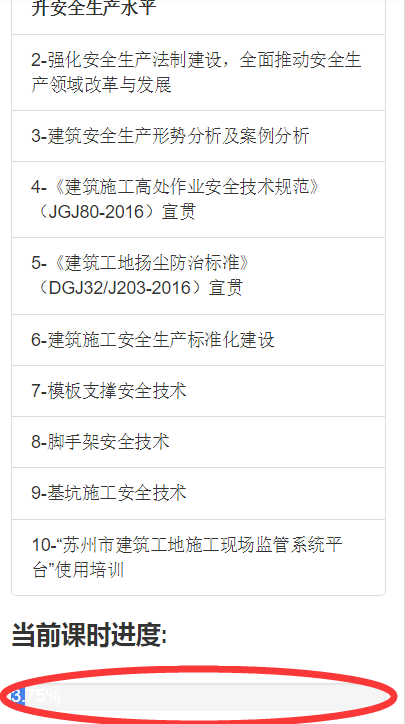 升安全生产水平
2-强化安全生产法制建设，全面推动安全生
产领域改革与发展
3-建筑安全生产形势分析及案例分析
4-《建筑施工高处作业安全技术规范》
（JGJ80-2016）宣贯
5-《建筑工地扬尘防治标准》
（DGJ32/J203-2016）宣贯
6-建筑施工安全生产标准化建设
7-模板支撑安全技术
8-脚手架安全技术
9-基坑施工安全技术
10-“苏州市建筑工地施工现场监管系统平
台”使用培训
当前课时进度:
3.75%